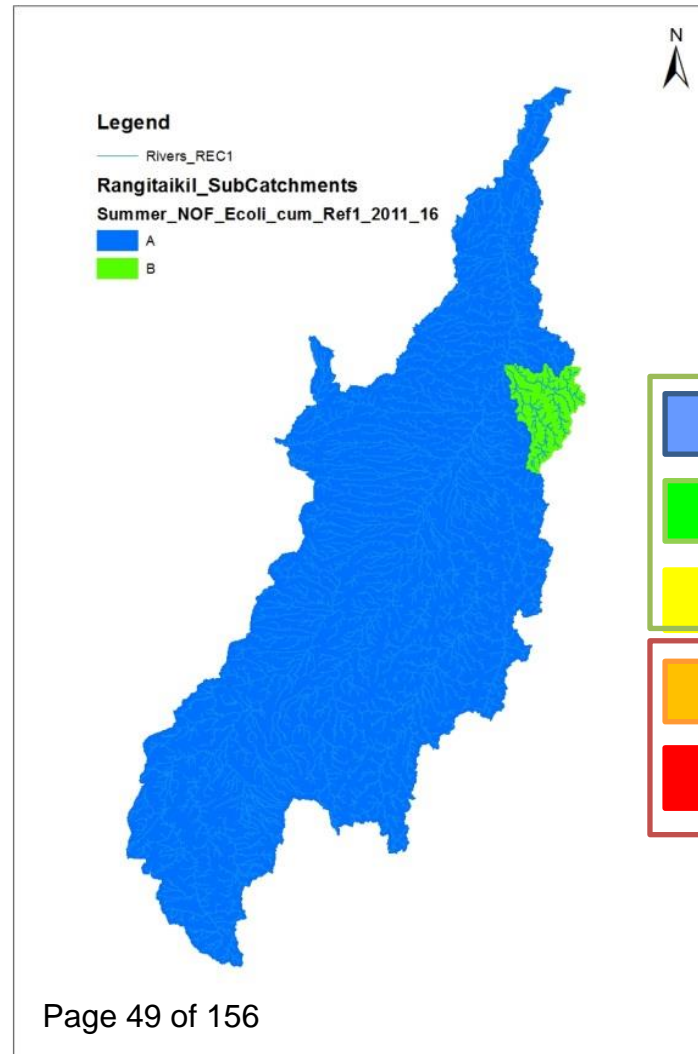 N
Legend
Rivers_REC1
Rangitaikil_SubCatchments
Summer_NOF_Ecoli_cum_Ref1_2011_16
A
B
Page 49 of 156